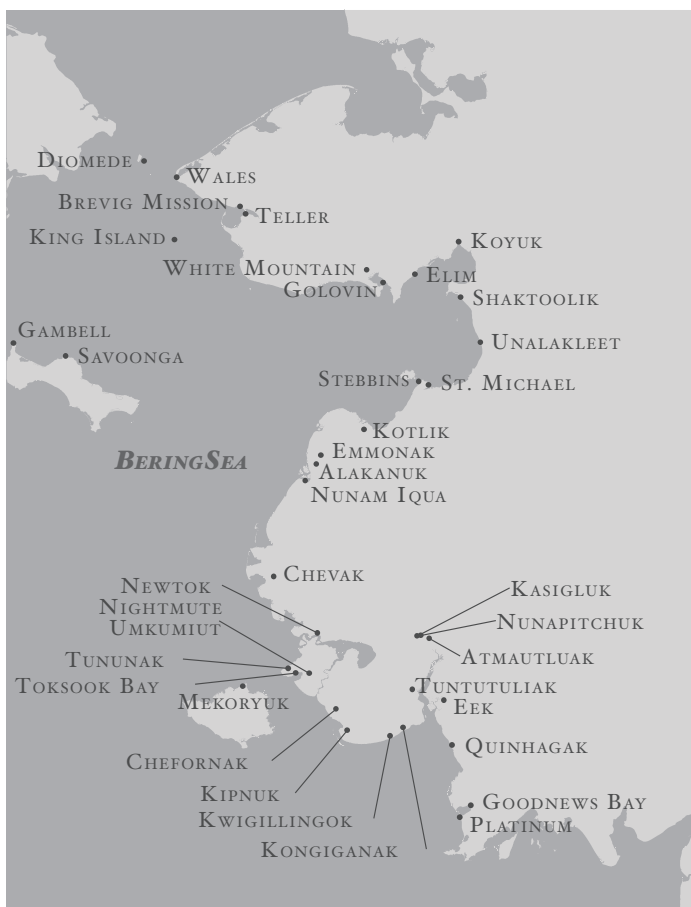 Diomede
Wales
Brevig Mission
Teller
King Island
Koyuk
White Mountain
Elim
Golovin
Shaktoolik
Gambell
Unalakleet
Savoonga
Stebbins
St. Michael
Kotlik
Emmonak
Bering Sea
Alakanuk
Nunam Iqua
Chevak
Newtok
Kasigluk
Nightmute
Nunapitchuk
Umkumiut
Atmautluak
Tununak
Toksook Bay
Tuntutuliak
Mekoryuk
Eek
Quinhagak
Chefornak
Kipnuk
Goodnews Bay
Kwigillingok
Platinum
Kongiganak